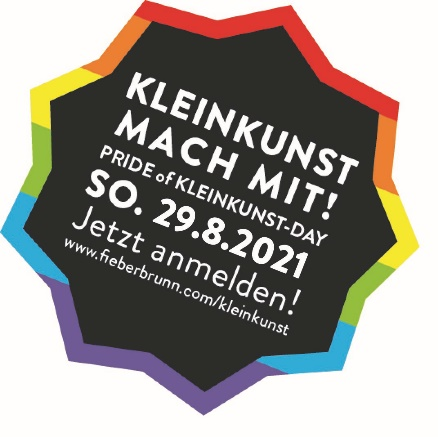 KLEINKUNST
MACH MIT!
PRIDE of KLEINKUNST-DAY
SO. 29.8.2021
Jetzt anmelden!
www.fieberbrunn.com/kleinkunst